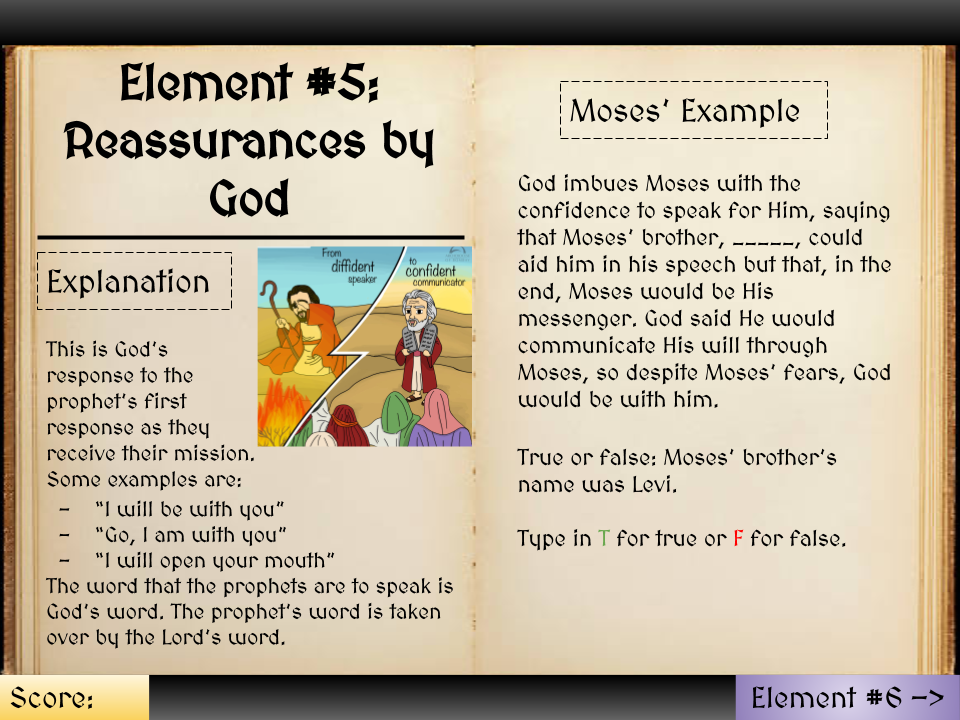 Element #5:
Reassurances by
God
Explanation
From
diffident
speaker
to
confident
communicator
This is God's
response to the
prophet's first
response as they
receive their mission.
Some examples are:
- "I will be with you"
- "Go, I am with you"
- "I will open your mouth"
The word that the prophets are to speak is
God's word. The prophet's word is taken
over by the Lord's word.
Moses' Example
God imbues Moses with the
confidence to speak for Him, saying
that Moses' brother, _____, could
aid him in his speech but that, in the
end, Moses would be His
messenger. God said He would
communicate His will through
Moses, so despite Moses' fears, God
would be with him.
True or false: Moses' brother's
name was Levi.
Type in T for true or F for false.
Score:
Element #6 ->